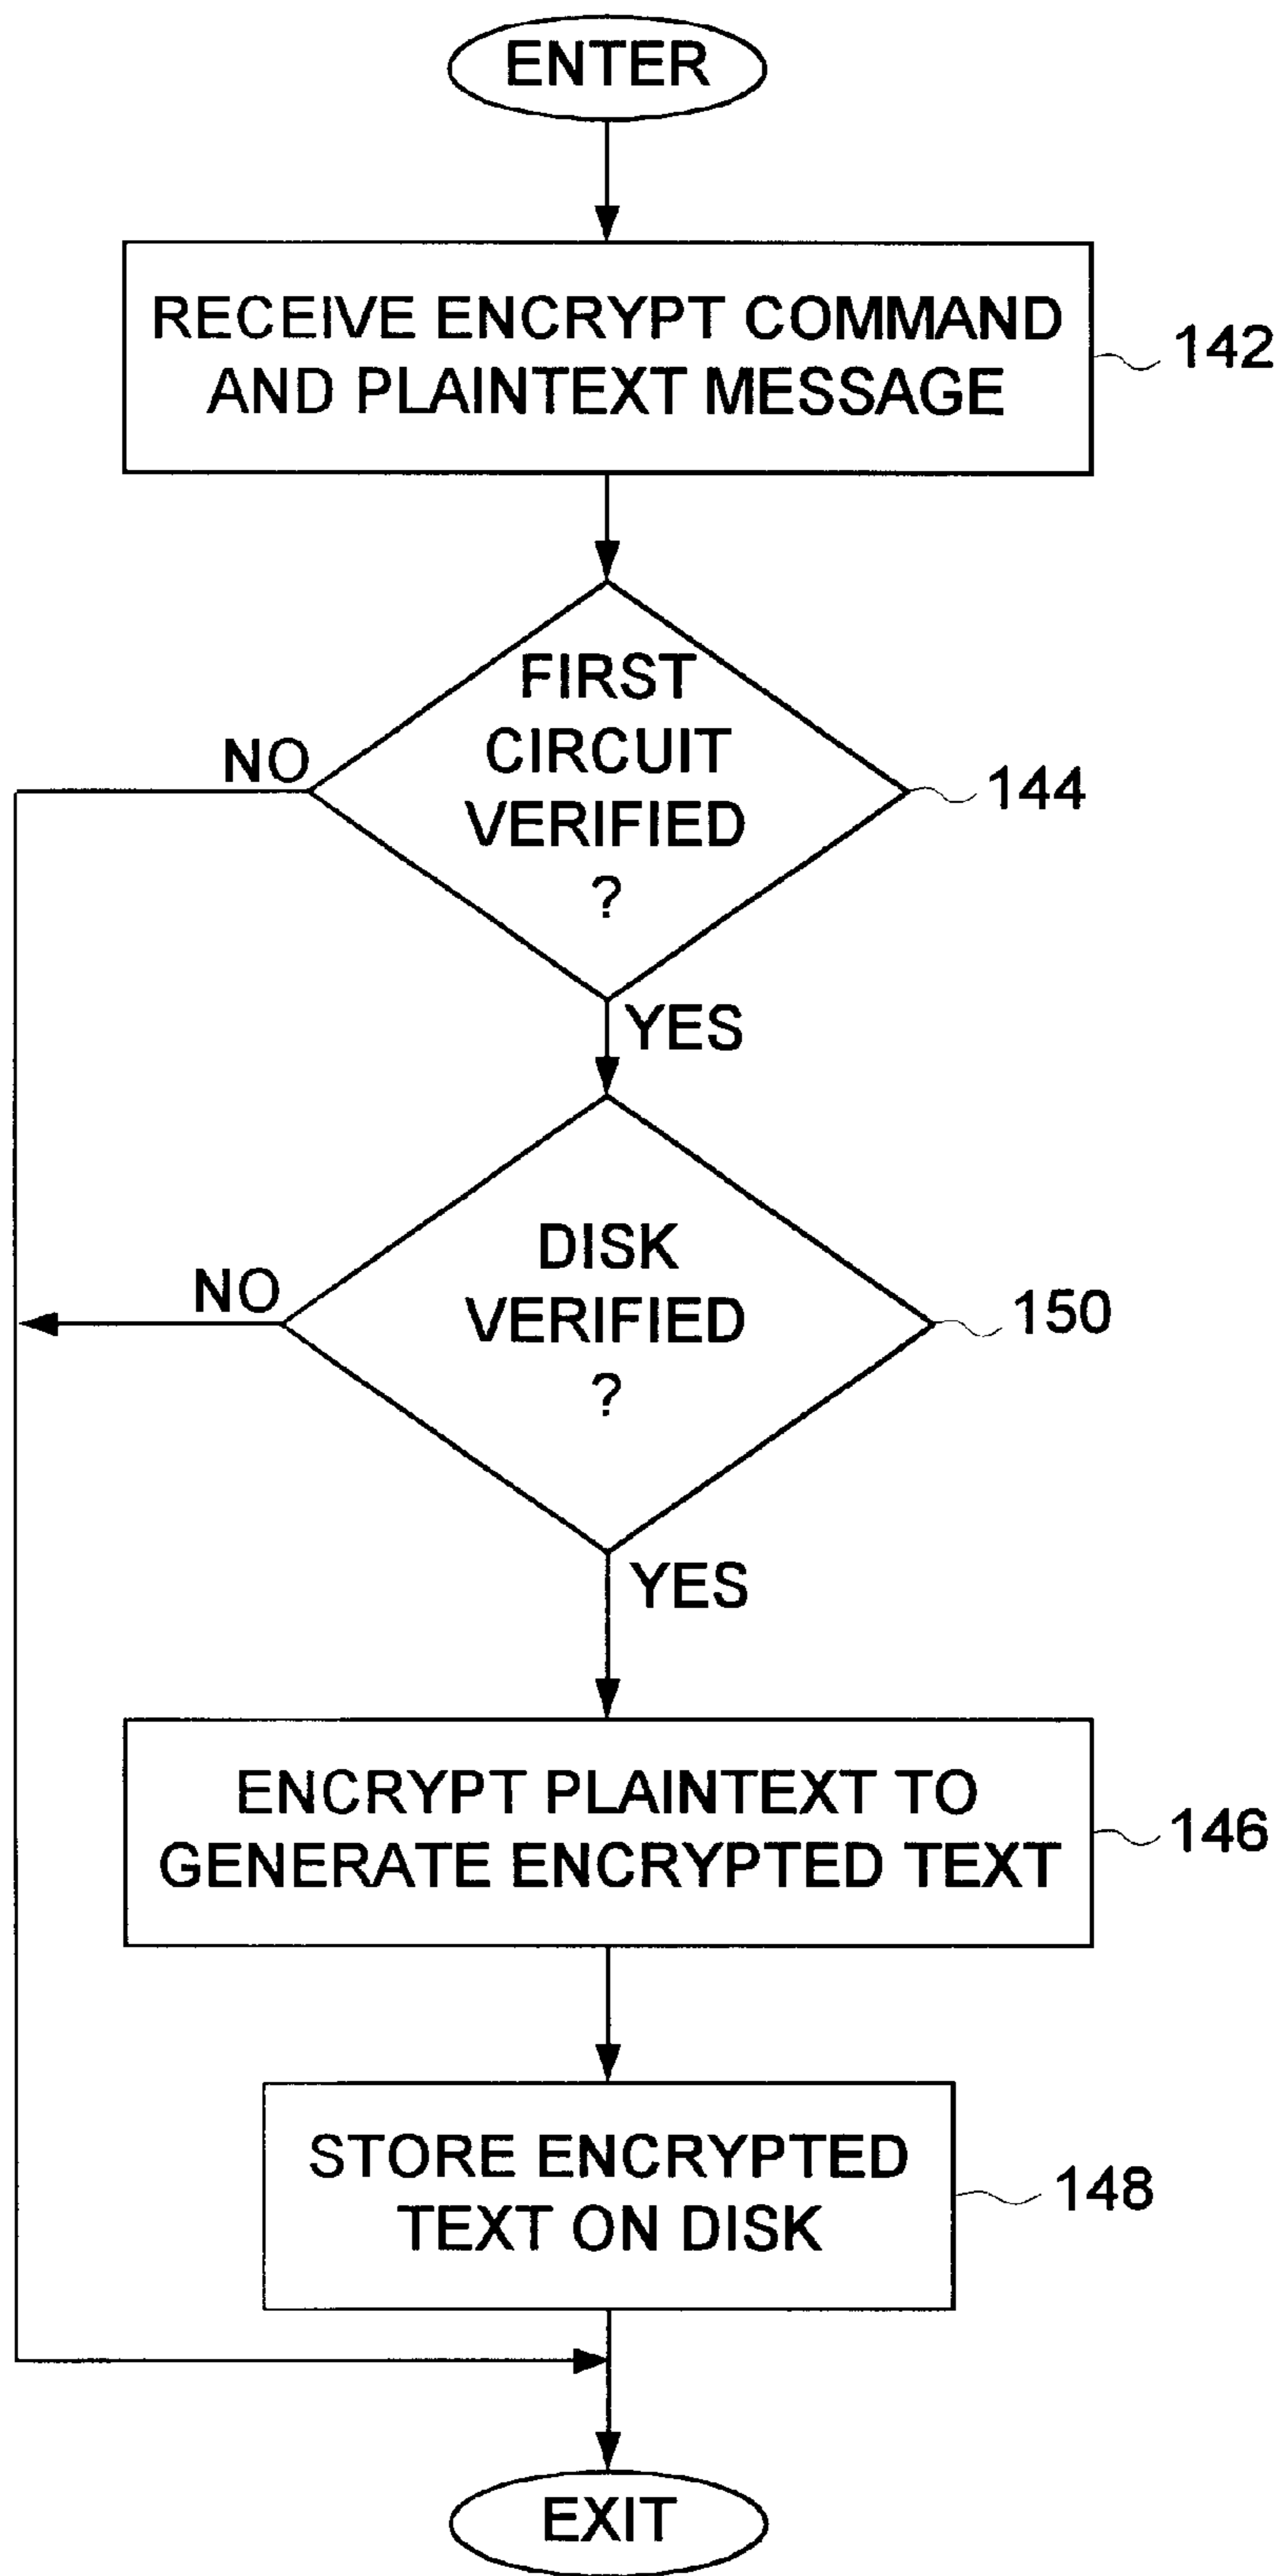 ENTER
RECEIVE ENCRYPT COMMAND
AND PLAINTEXT MESSAGE
142
FIRST
CIRCUIT
VERIFIED
?
NO
144
YES
DISK
VERIFIED
?
NO
150
YES
ENCRYPT PLAINTEXT TO
GENERATE ENCRYPTED TEXT
146
STORE ENCRYPTED
TEXT ON DISK
148
EXIT